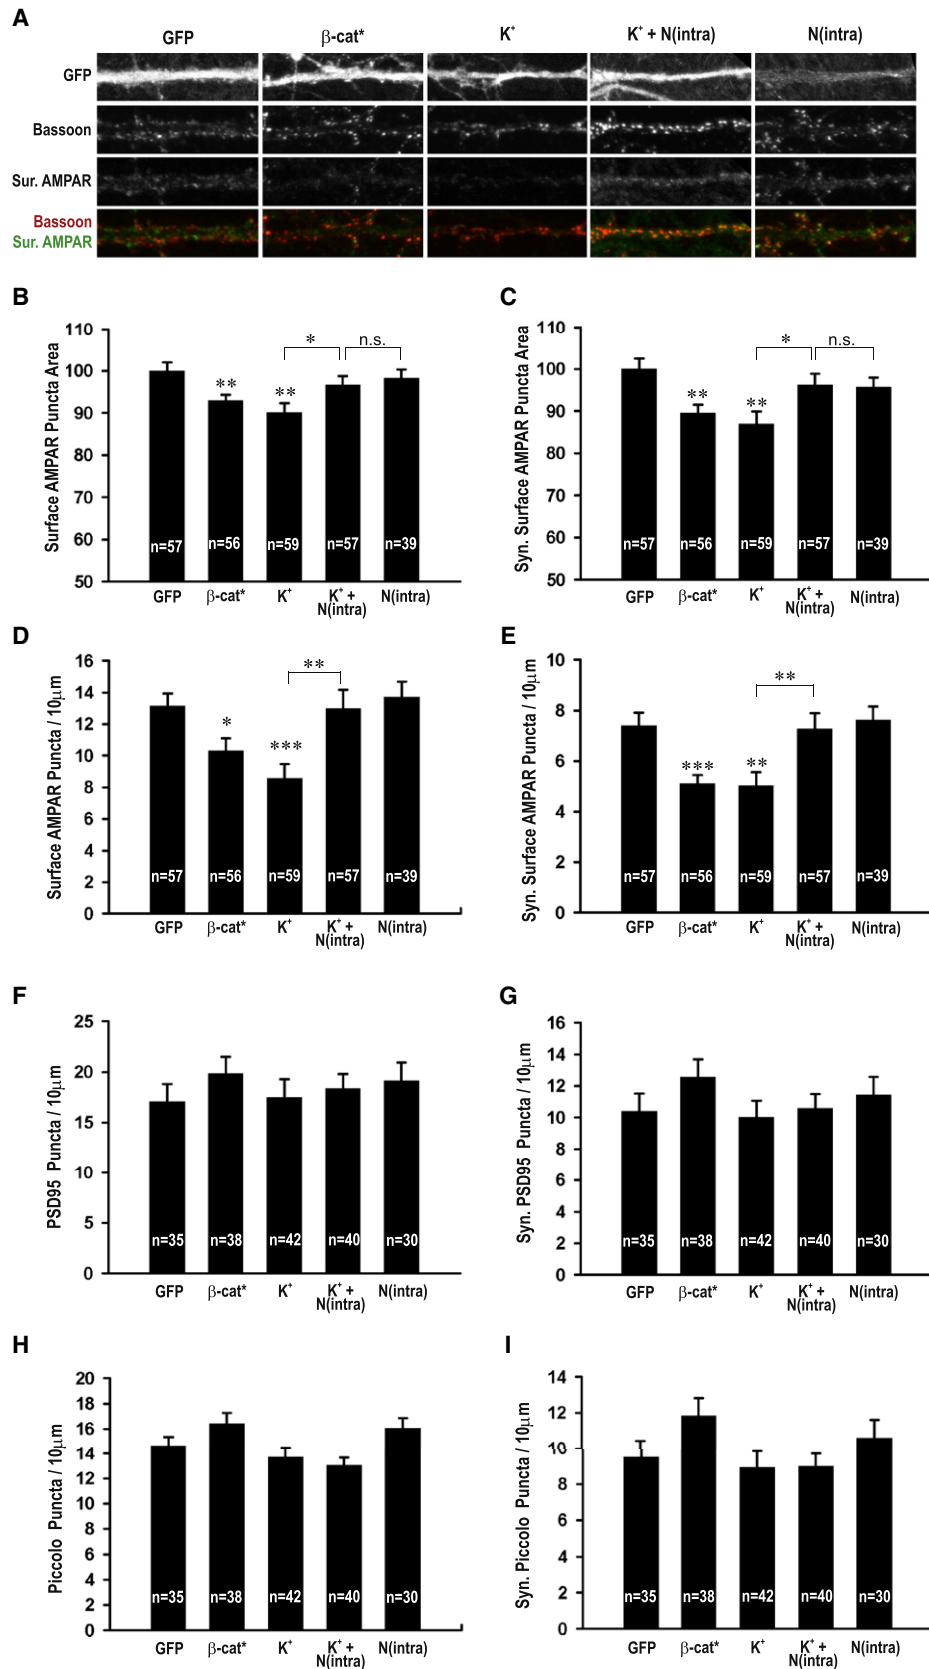 A
GFP β-cat* K⁺ K⁺ + N(intra) N(intra)
GFP
Bassoon
Sur. AMPAR
Bassoon
Sur. AMPAR
B
Surface AMPAR Puncta Area
110
100
90
80
70
60
50
** ** * n.s.
n=57 n=56 n=59 n=57 n=39
GFP β-cat* K⁺ K⁺ + N(intra) N(intra)
C
Syn. Surface AMPAR Puncta Area
110
100
90
80
70
60
50
** ** * n.s.
n=57 n=56 n=59 n=57 n=39
GFP β-cat* K⁺ K⁺ + N(intra) N(intra)
D
Surface AMPAR Puncta / 10μm
16
14
12
10
8
6
4
2
0
* *** **
n=57 n=56 n=59 n=57 n=39
GFP β-cat* K⁺ K⁺ + N(intra) N(intra)
E
Syn. Surface AMPAR Puncta / 10μm
10
8
6
4
2
0
*** ** **
n=57 n=56 n=59 n=57 n=39
GFP β-cat* K⁺ K⁺ + N(intra) N(intra)
F
PSD95 Puncta / 10μm
25
20
15
10
5
0
n=35 n=38 n=42 n=40 n=30
GFP β-cat* K⁺ K⁺ + N(intra) N(intra)
G
Syn. PSD95 Puncta / 10μm
16
14
12
10
8
6
4
2
0
n=35 n=38 n=42 n=40 n=30
GFP β-cat* K⁺ K⁺ + N(intra) N(intra)
H
Piccolo Puncta / 10μm
20
18
16
14
12
10
8
6
4
2
0
n=35 n=38 n=42 n=40 n=30
GFP β-cat* K⁺ K⁺ + N(intra) N(intra)
I
Syn. Piccolo Puncta / 10μm
14
12
10
8
6
4
2
0
n=35 n=38 n=42 n=40 n=30
GFP β-cat* K⁺ K⁺ + N(intra) N(intra)